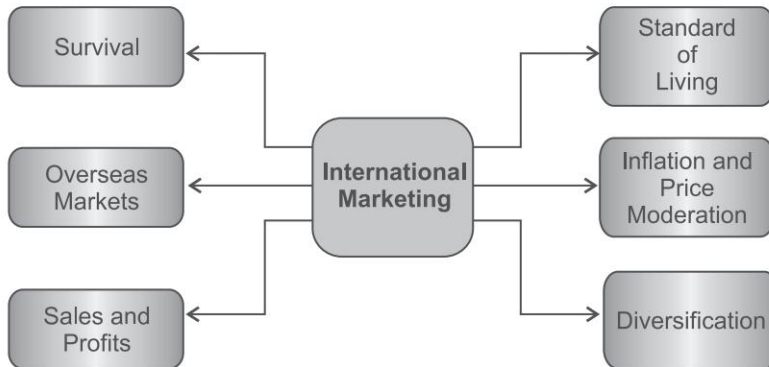 Survival
Overseas
Markets
Sales and
Profits
International
Marketing
Standard
of
Living
Inflation and
Price
Moderation
Diversification